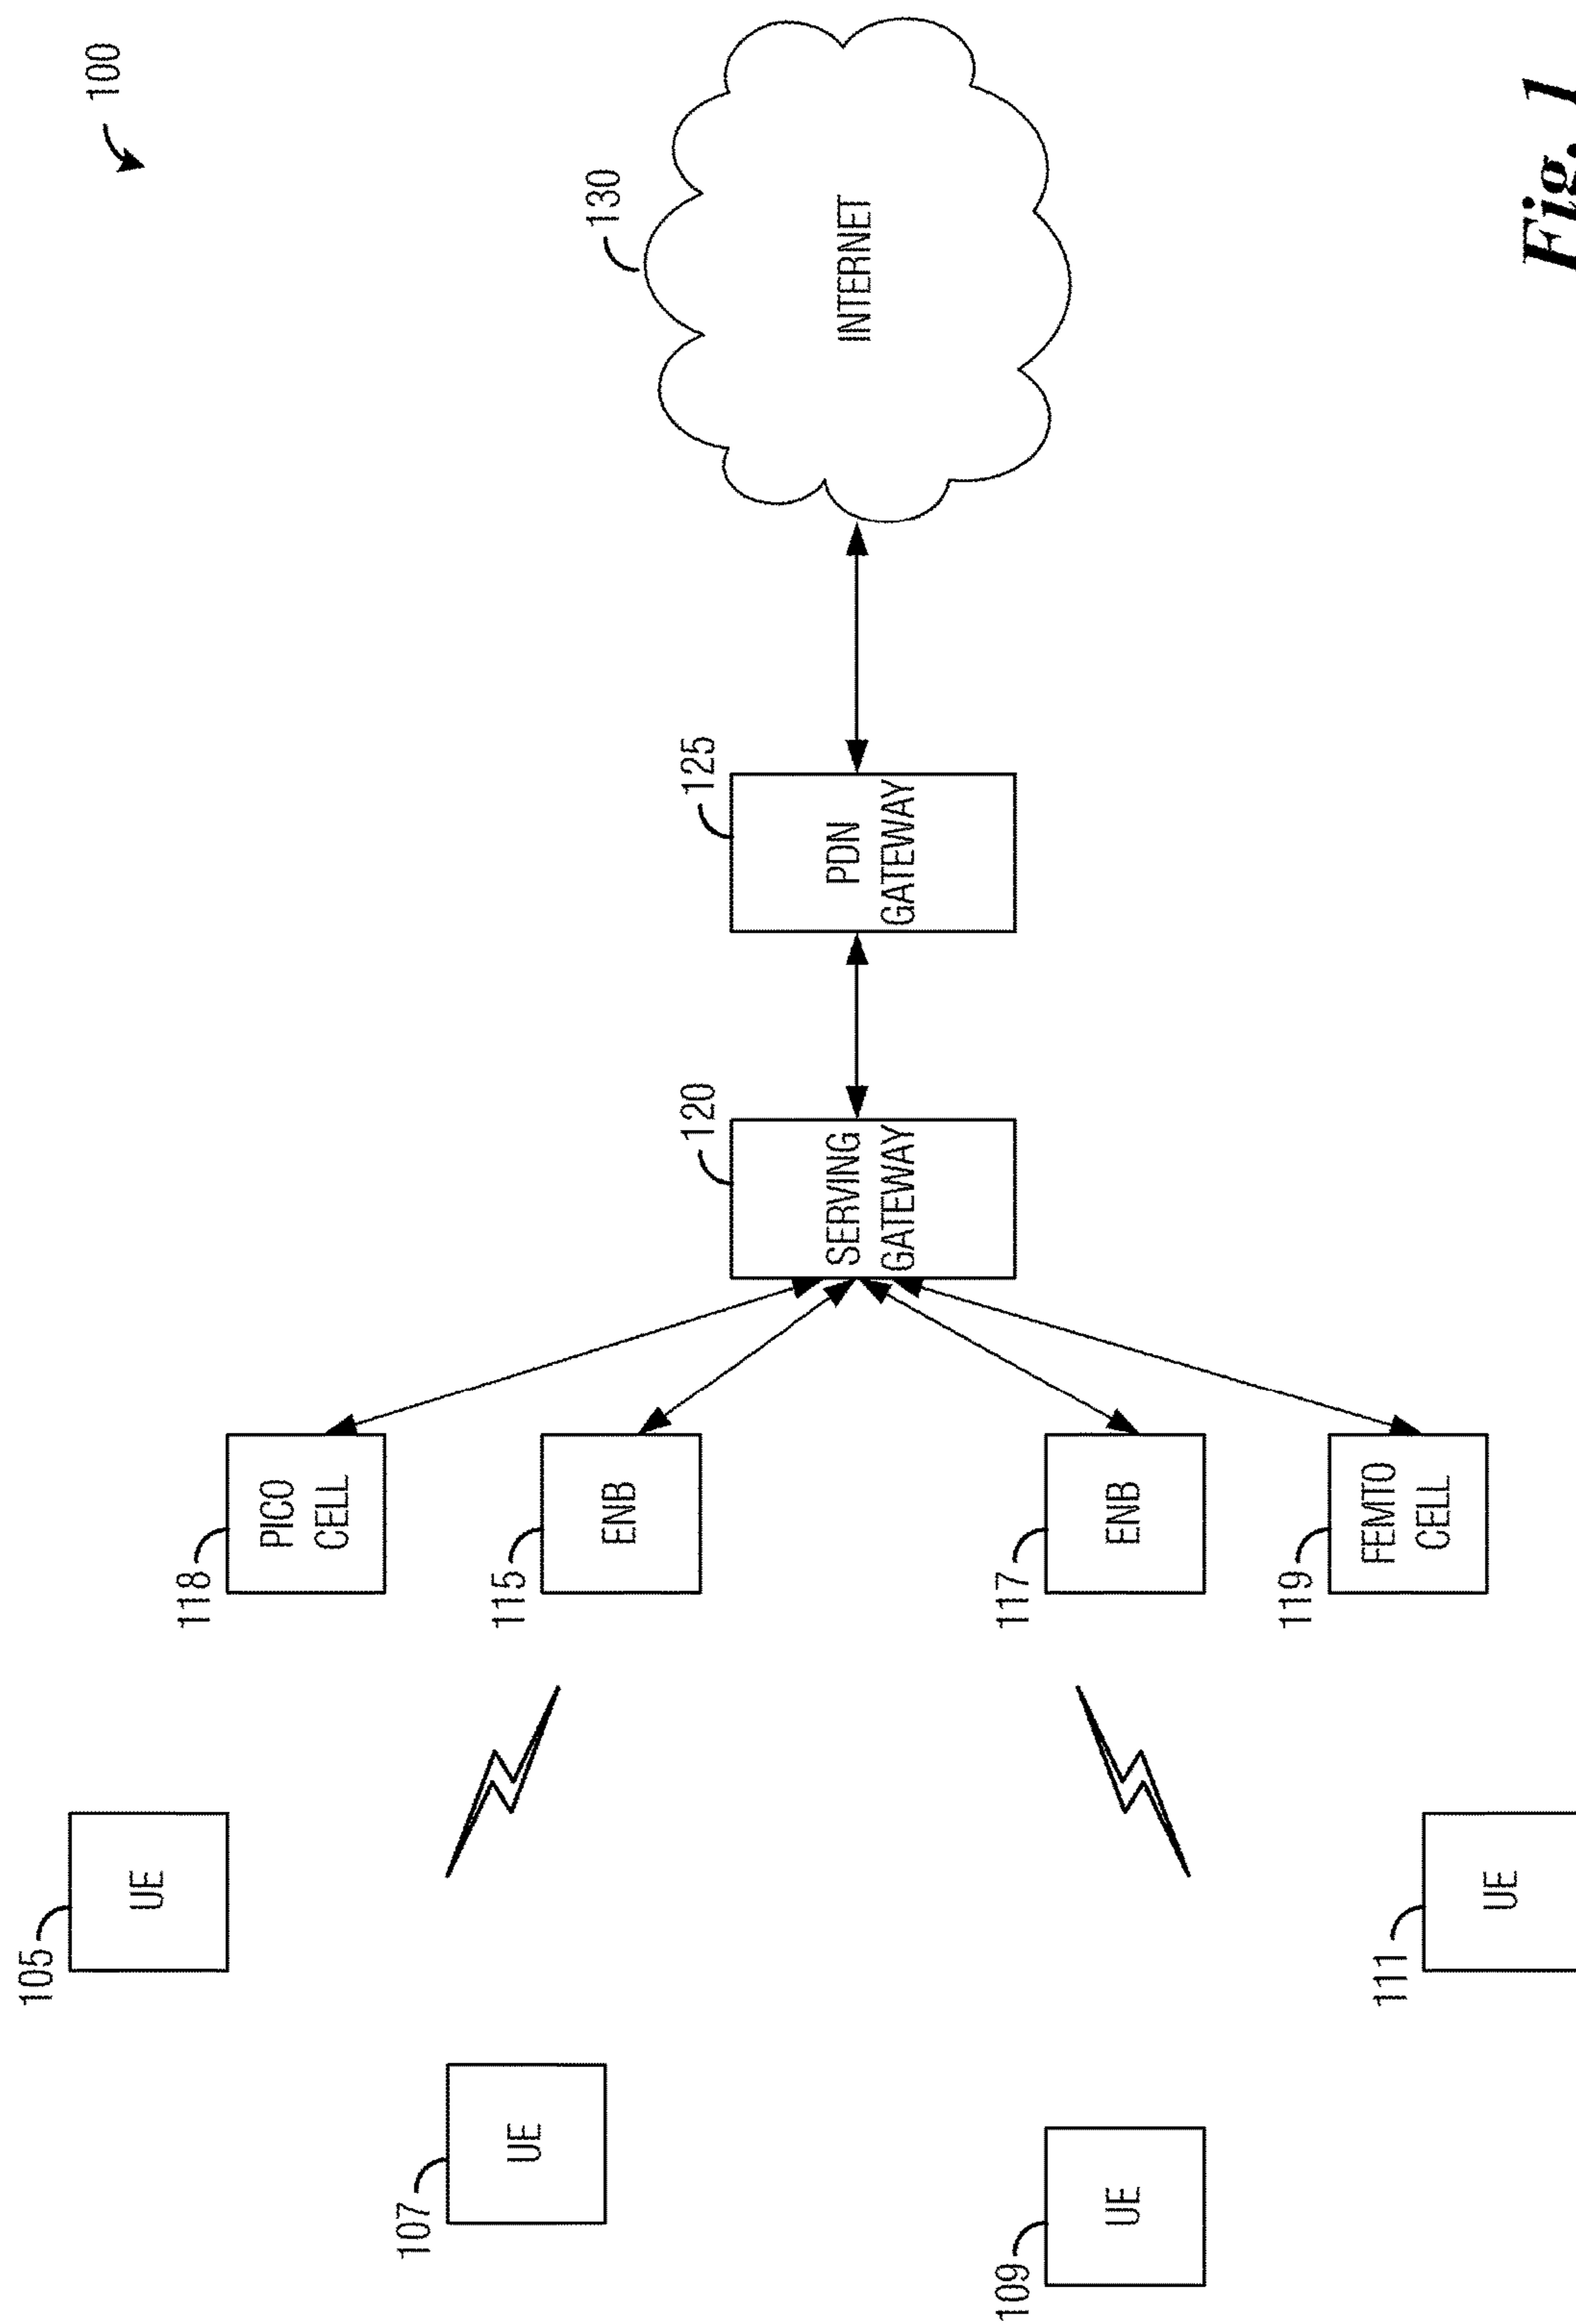 100
105
UE
107
UE
109
UE
111
UE
118
PICO
CELL
115
ENB
117
ENB
119
FEMTO
CELL
120
SERVING
GATEWAY
125
PDN
GATEWAY
130
INTERNET
Fig. 1